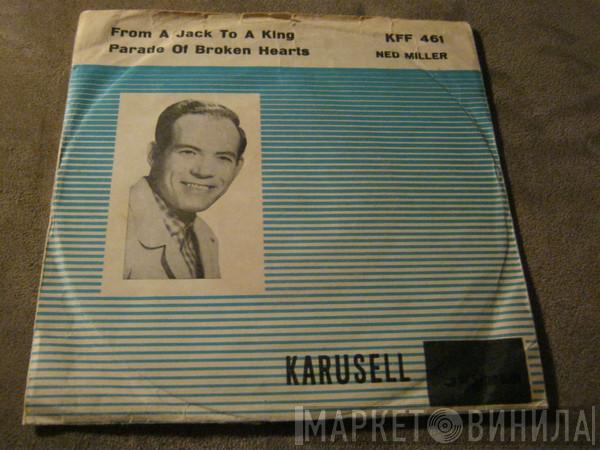 From A Jack To A King
Parade Of Broken Hearts
KFF 461
NED MILLER
KARUSELL
МАРКЕТ ВИНИЛА